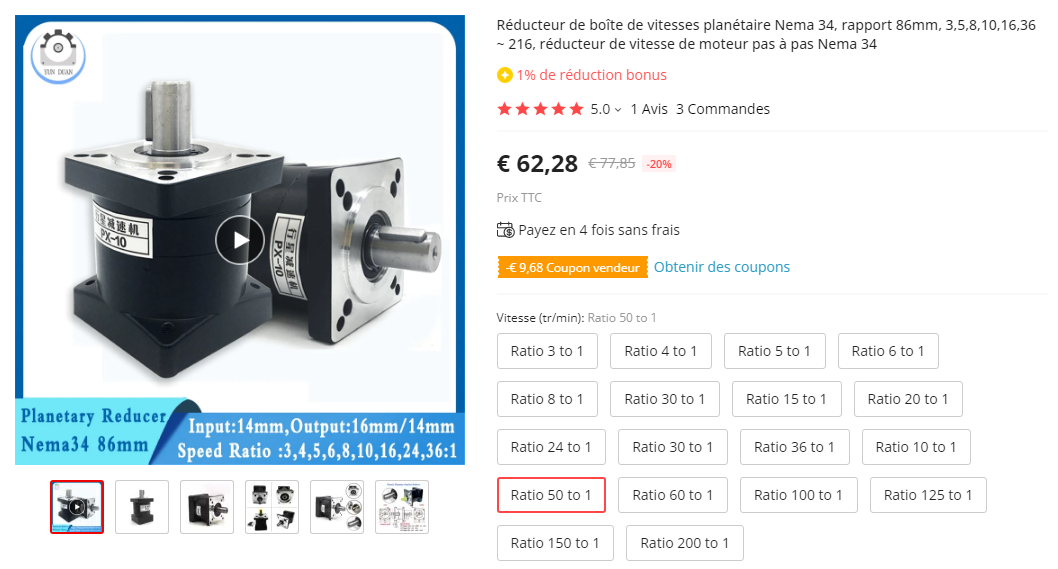 Réducteur de boîte de vitesses planétaire Nema 34, rapport 86mm, 3,5,8,10,16,36
~ 216, réducteur de vitesse de moteur pas à pas Nema 34
1% de réduction bonus
5.0 1 Avis 3 Commandes
€ 62,28 € 77,85 -20%
Prix TTC
Payez en 4 fois sans frais
-€ 9,68 Coupon vendeur Obtenir des coupons
Vitesse (tr/min): Ratio 50 to 1
Ratio 3 to 1 Ratio 4 to 1 Ratio 5 to 1 Ratio 6 to 1
Ratio 8 to 1 Ratio 30 to 1 Ratio 15 to 1 Ratio 20 to 1
Ratio 24 to 1 Ratio 30 to 1 Ratio 36 to 1 Ratio 10 to 1
Ratio 50 to 1 Ratio 60 to 1 Ratio 100 to 1 Ratio 125 to 1
Ratio 150 to 1 Ratio 200 to 1
YUN DUAN
行星减速机
PX-10
行星减速机
PX-10
Planetary Reducer
Nema34 86mm
Input:14mm,Output:16mm/14mm
Speed Ratio :3,4,5,6,8,10,16,24,36:1